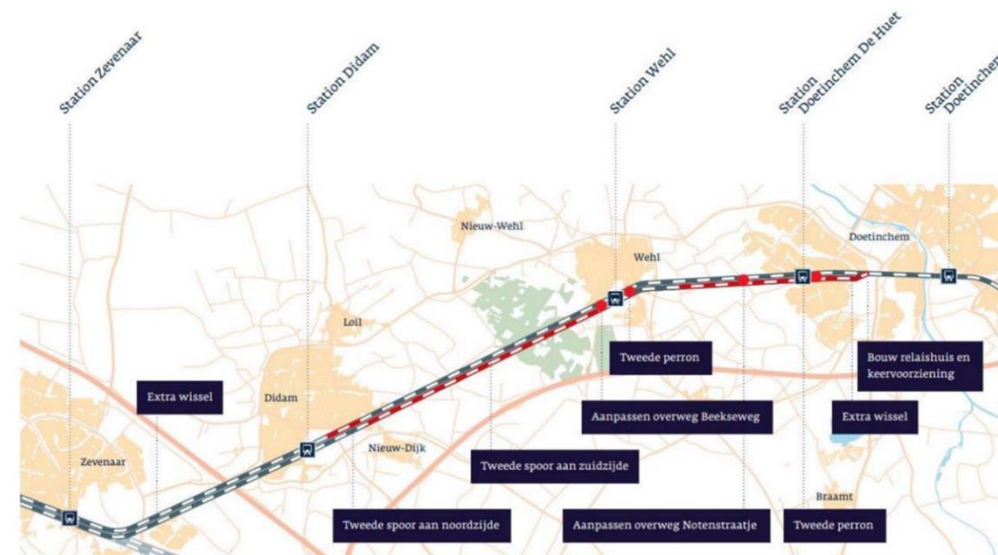 Station Zevenaar
Station Didam
Station Wehl
Station
Doetinchem De Huet
Station
Doetinchem
Nieuw-Wehl
Doetinchem
Wehl
Loil
Tweede perron
Bouw relaishuis en
keervoorziening
Extra wissel
Didam
Aanpassen overweg Beekseweg
Extra wissel
Nieuw-Dijk
Zevenaar
Tweede spoor aan zuidzijde
Braamt
Tweede spoor aan noordzijde
Aanpassen overweg Notenstraatje
Tweede perron